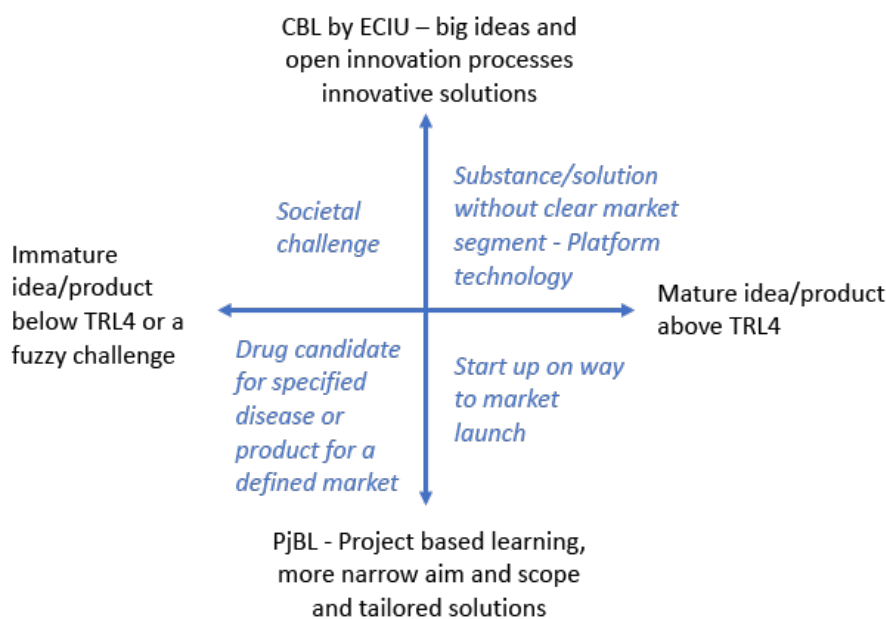 CBL by ECIU – big ideas and
open innovation processes
innovative solutions
Societal
challenge
Substance/solution
without clear market
segment - Platform
technology
Immature
idea/product
below TRL4 or a
fuzzy challenge
Mature idea/product
above TRL4
Drug candidate
for specified
disease or
product for a
defined market
Start up on way
to market
launch
PjBL - Project based learning,
more narrow aim and scope
and tailored solutions